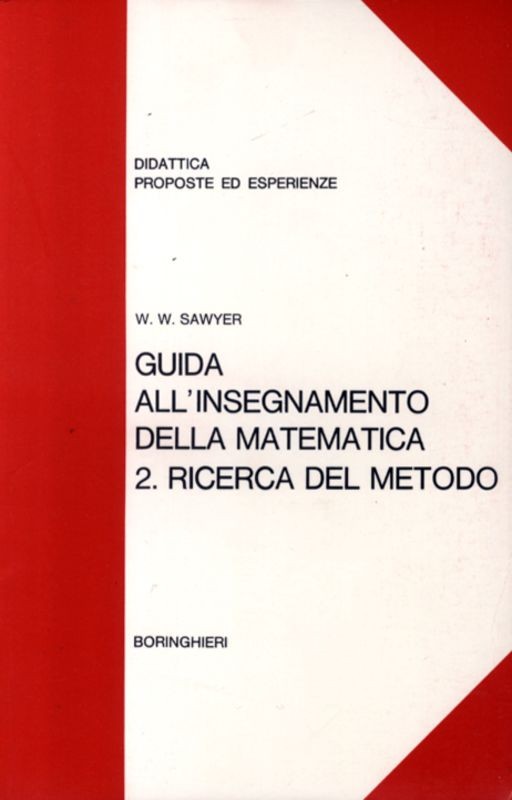 DIDATTICA
PROPOSTE ED ESPERIENZE
W. W. SAWYER
GUIDA
ALL'INSEGNAMENTO
DELLA MATEMATICA
2. RICERCA DEL METODO
BORINGHIERI